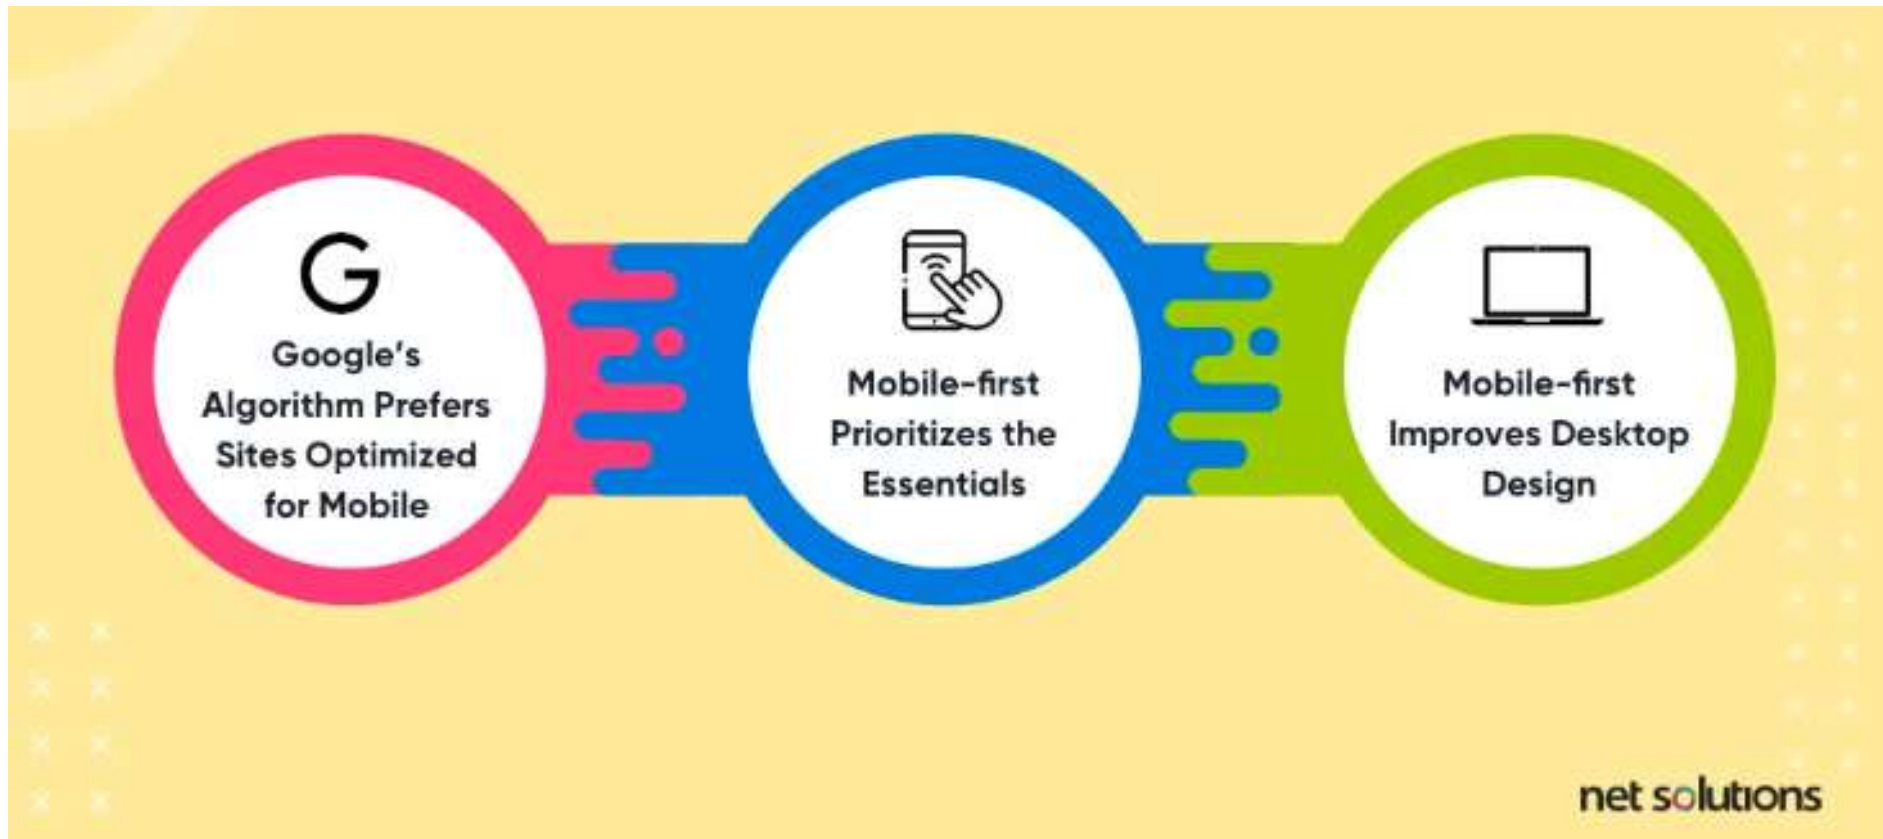 Google's
Algorithm Prefers
Sites Optimized
for Mobile
Mobile-first
Prioritizes the
Essentials
Mobile-first
Improves Desktop
Design
net solutions